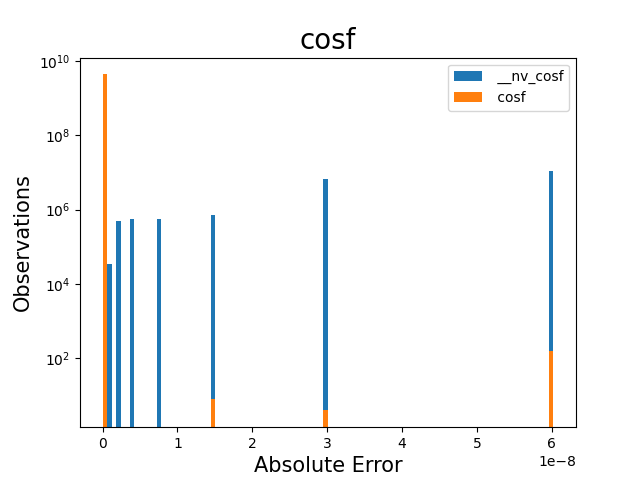 cosf
__nv_cosf
cosf
Observations
10^10
10^8
10^6
10^4
10^2
0 1 2 3 4 5 6
1e−8
Absolute Error